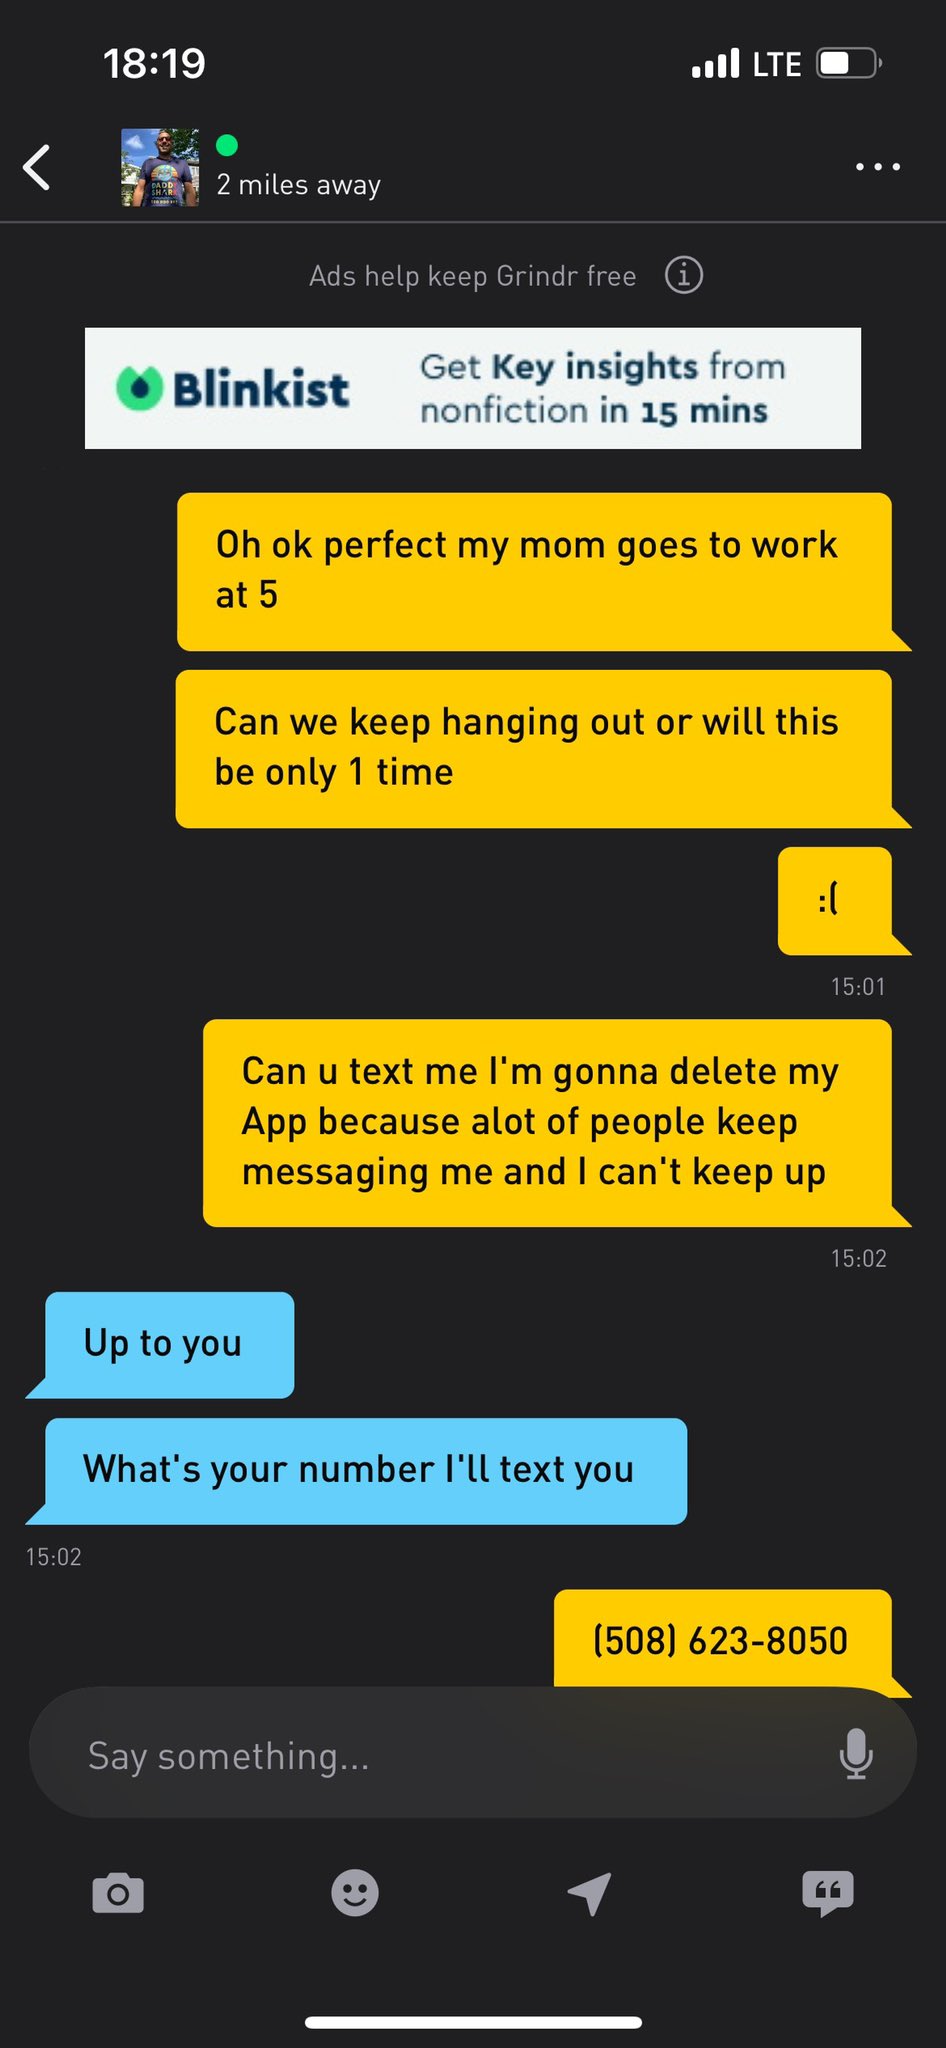 18:19
LTE
2 miles away
Ads help keep Grindr free
Blinkist
Get Key insights from
nonfiction in 15 mins
Oh ok perfect my mom goes to work
at 5
Can we keep hanging out or will this
be only 1 time
:(
15:01
Can u text me I'm gonna delete my
App because alot of people keep
messaging me and I can't keep up
15:02
Up to you
What's your number I'll text you
15:02
(508) 623-8050
Say something...